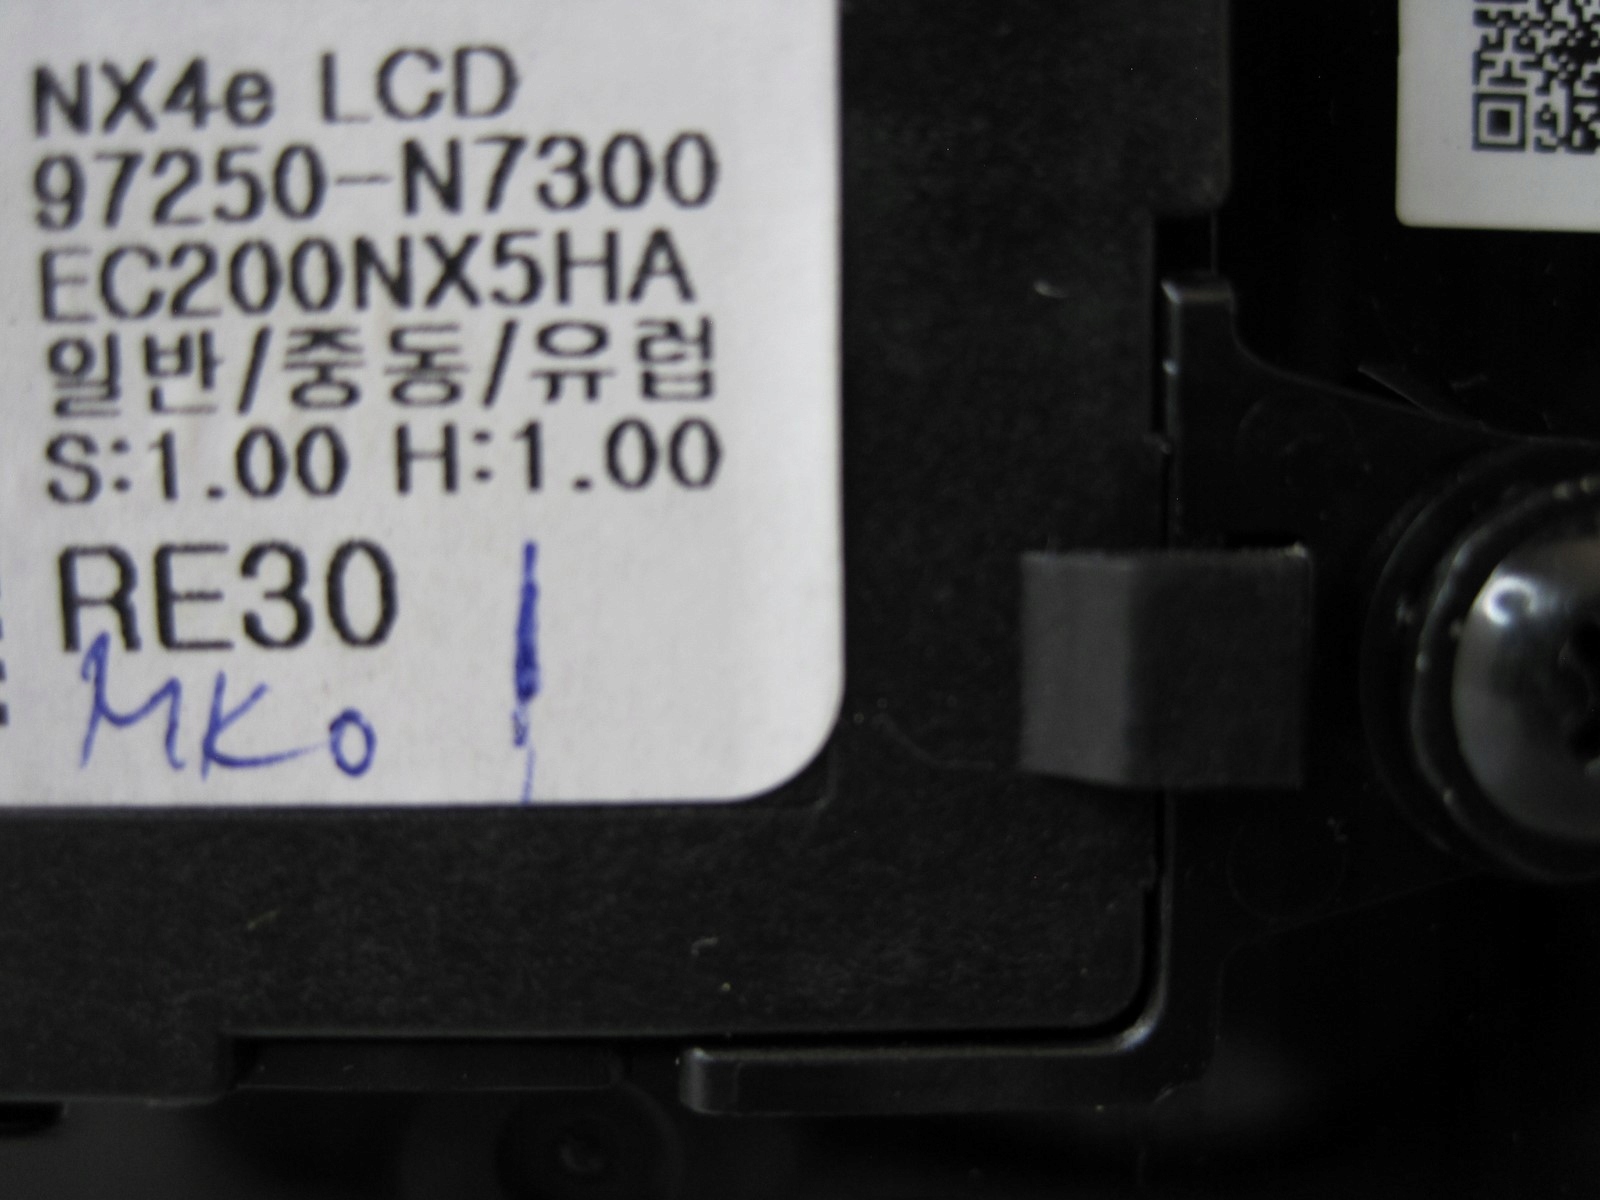 NX4e LCD
97250-N7300
EC200NX5HA
일반/중동/유럽
S:1.00 H:1.00
RE30
MKo